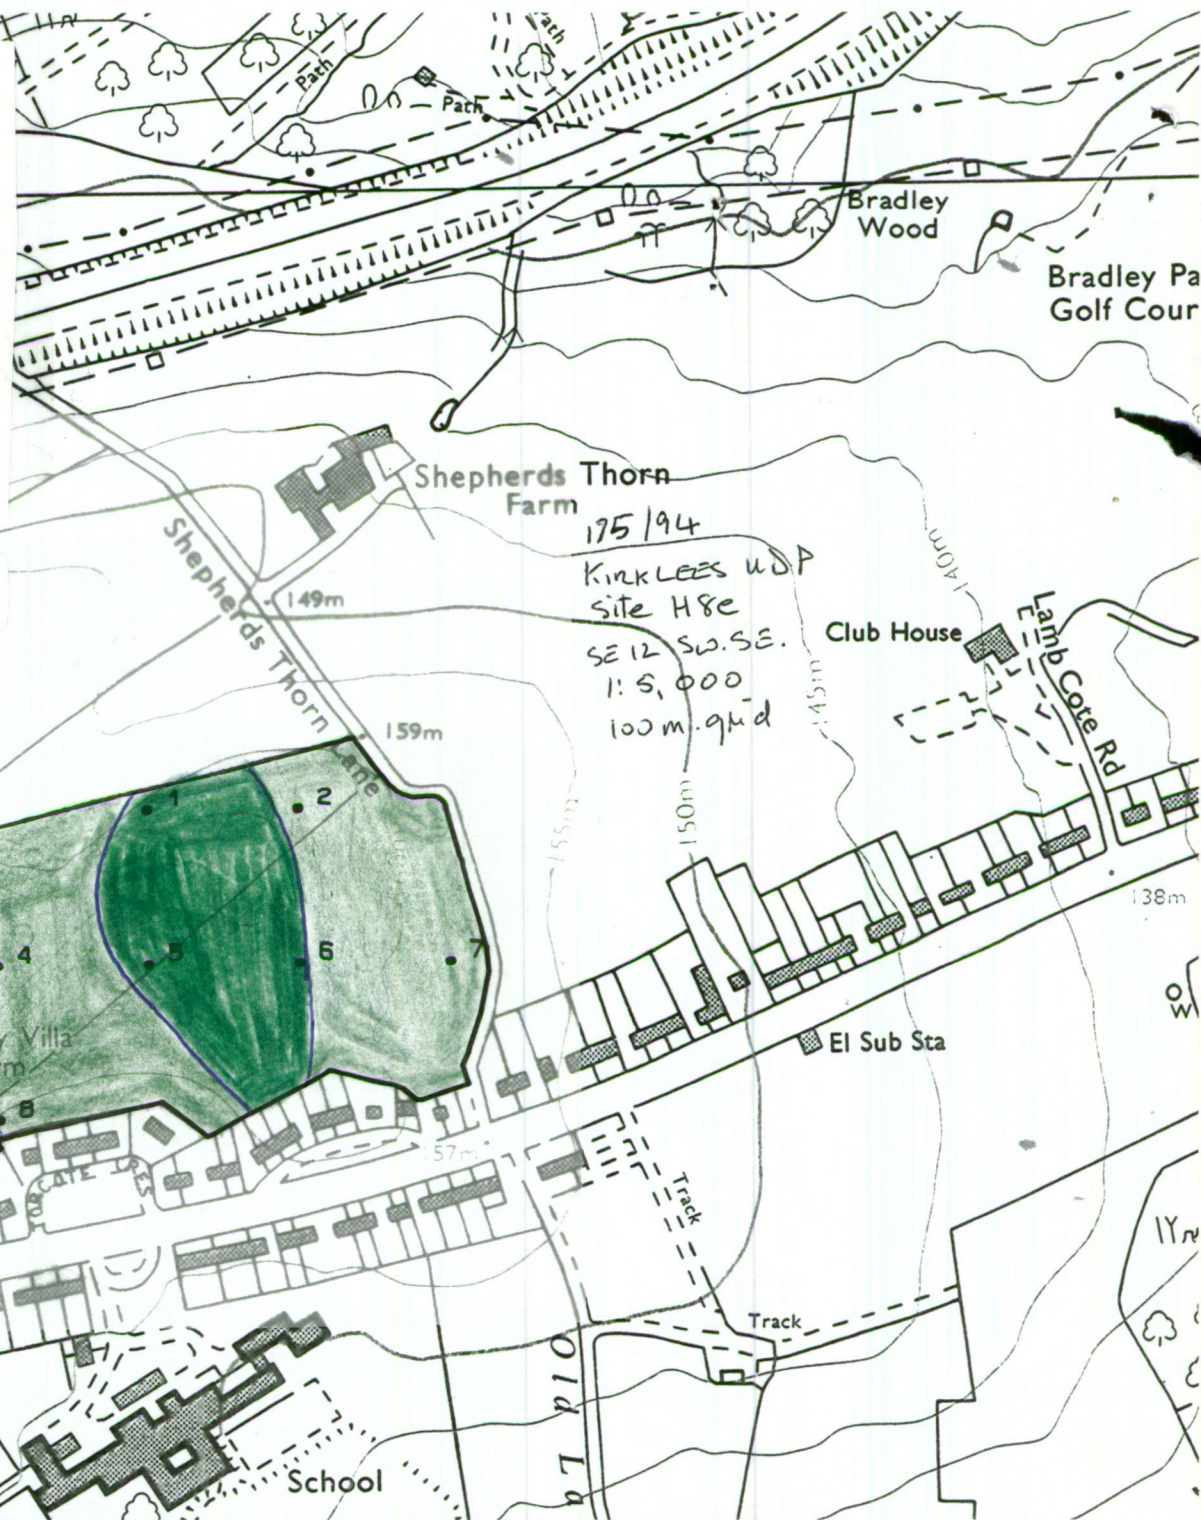 Path
Path
Path
Bradley
Wood
Bradley Pa
Golf Cour
Shepherds Thorn
Farm
175/94
KIRKLEES UDP
site H8e
SE 12 SW.SE.
1:5,000
100m grid
Shepherds Thorn Lane
149m
140m
Club House
Lamb Cote Rd
145m
159m
150m
155m
1
2
138m
4
5
6
7
y Villa
rm
El Sub Sta
8
57m
Track
Track
Old La
School